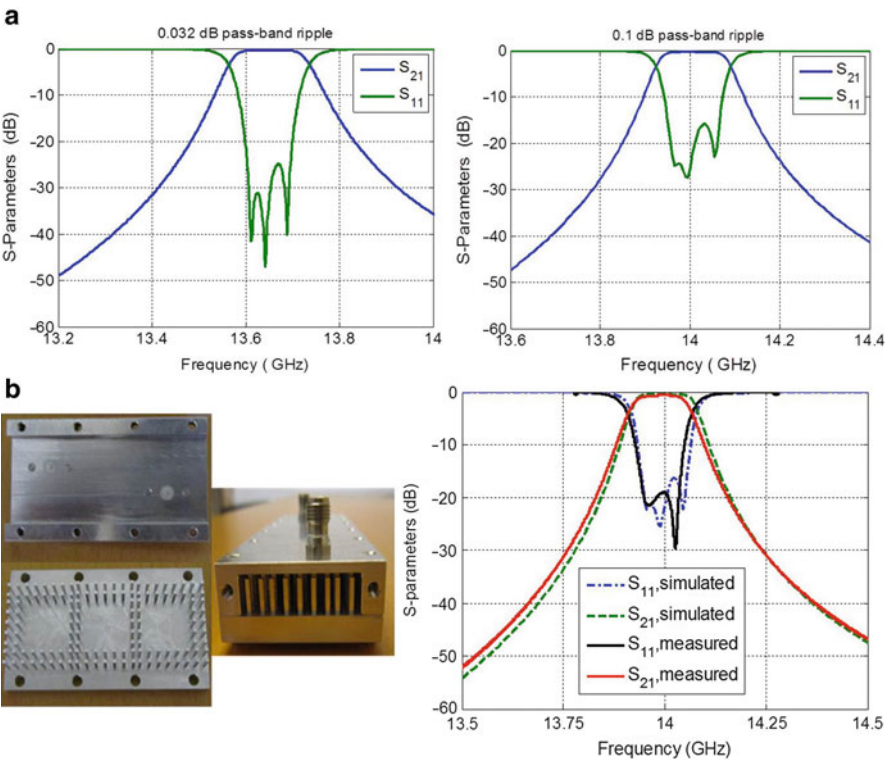 a
0.032 dB pass-band ripple
S-Parameters (dB)
0
−10
−20
−30
−40
−50
−60
S21
S11
13.2
13.4
13.6
13.8
14
Frequency ( GHz)
0.1 dB pass-band ripple
S-Parameters (dB)
0
−10
−20
−30
−40
−50
−60
S21
S11
13.6
13.8
14
14.2
14.4
Frequency ( GHz)
b
S-parameters (dB)
0
−10
−20
−30
−40
−50
−60
S11,simulated
S21,simulated
S11,measured
S21,measured
13.5
13.75
14
14.25
14.5
Frequency (GHz)